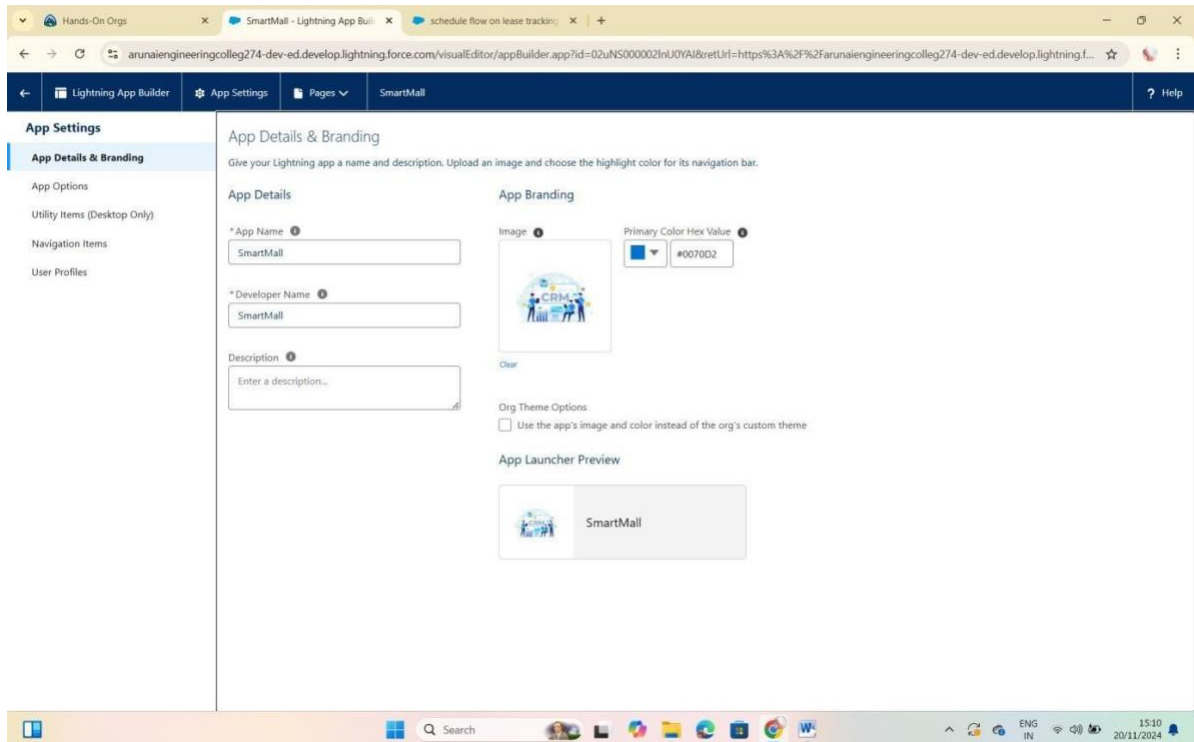 Hands-On Orgs
SmartMall - Lightning App Buil
schedule flow on lease tracking
arunaiengineeringcolleg274-dev-ed.develop.lightning.force.com/visualEditor/appBuilder.app?id=02uNS000002lnUJ0YAI&retUrl=https%3A%2F%2Farunaiengineeringcolleg274-dev-ed.develop.lightning.f...
Lightning App Builder
App Settings
Pages
SmartMall
? Help
App Settings
App Details & Branding
App Options
Utility Items (Desktop Only)
Navigation Items
User Profiles
App Details & Branding
Give your Lightning app a name and description. Upload an image and choose the highlight color for its navigation bar.
App Details
*App Name
SmartMall
*Developer Name
SmartMall
Description
Enter a description...
App Branding
Image
CRM
Clear
Primary Color Hex Value
#0070D2
Org Theme Options
Use the app's image and color instead of the org's custom theme
App Launcher Preview
SmartMall
Search
ENG
IN
15:10
20/11/2024